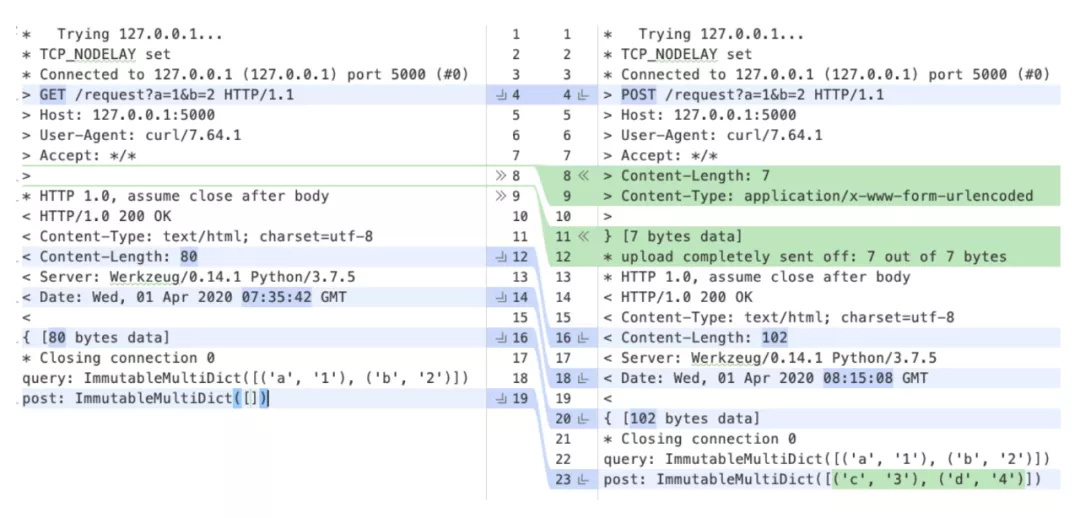 *   Trying 127.0.0.1...
* TCP_NODELAY set
* Connected to 127.0.0.1 (127.0.0.1) port 5000 (#0)
> GET /request?a=1&b=2 HTTP/1.1
> Host: 127.0.0.1:5000
> User-Agent: curl/7.64.1
> Accept: */*
>
* HTTP 1.0, assume close after body
< HTTP/1.0 200 OK
< Content-Type: text/html; charset=utf-8
< Content-Length: 80
< Server: Werkzeug/0.14.1 Python/3.7.5
< Date: Wed, 01 Apr 2020 07:35:42 GMT
<
{ [80 bytes data]
* Closing connection 0
query: ImmutableMultiDict([('a', '1'), ('b', '2')])
post: ImmutableMultiDict([])
1
2
3
4
5
6
7
>> 8
>> 9
10
11
12
13
14
15
16
17
18
19
1
2
3
4
5
6
7
8 <<
9
10
11 <<
12
13
14
15
16
17
18
19
20
21
22
23
*   Trying 127.0.0.1...
* TCP_NODELAY set
* Connected to 127.0.0.1 (127.0.0.1) port 5000 (#0)
> POST /request?a=1&b=2 HTTP/1.1
> Host: 127.0.0.1:5000
> User-Agent: curl/7.64.1
> Accept: */*
> Content-Length: 7
> Content-Type: application/x-www-form-urlencoded
>
} [7 bytes data]
* upload completely sent off: 7 out of 7 bytes
* HTTP 1.0, assume close after body
< HTTP/1.0 200 OK
< Content-Type: text/html; charset=utf-8
< Content-Length: 102
< Server: Werkzeug/0.14.1 Python/3.7.5
< Date: Wed, 01 Apr 2020 08:15:08 GMT
<
{ [102 bytes data]
* Closing connection 0
query: ImmutableMultiDict([('a', '1'), ('b', '2')])
post: ImmutableMultiDict([('c', '3'), ('d', '4')])